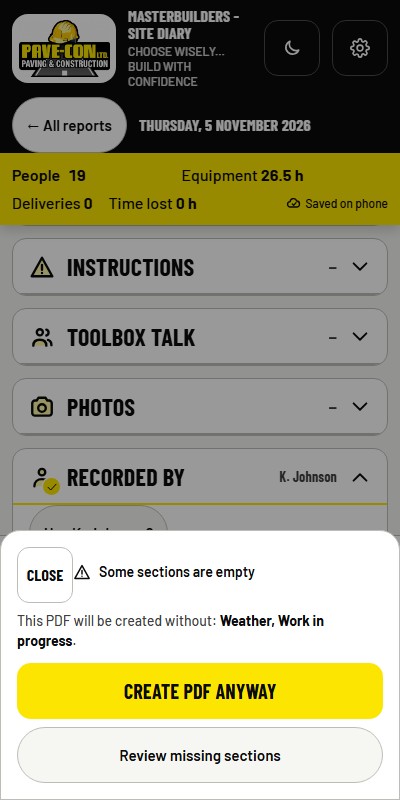 PAVE-CON LTD.
PAVING & CONSTRUCTION
MASTERBUILDERS -
SITE DIARY
CHOOSE WISELY...
BUILD WITH
CONFIDENCE
← All reports
THURSDAY, 5 NOVEMBER 2026
People 19
Equipment 26.5 h
Deliveries 0 Time lost 0 h
Saved on phone
INSTRUCTIONS –
TOOLBOX TALK –
PHOTOS –
RECORDED BY K. Johnson
CLOSE
Some sections are empty
This PDF will be created without: Weather, Work in
progress.
CREATE PDF ANYWAY
Review missing sections